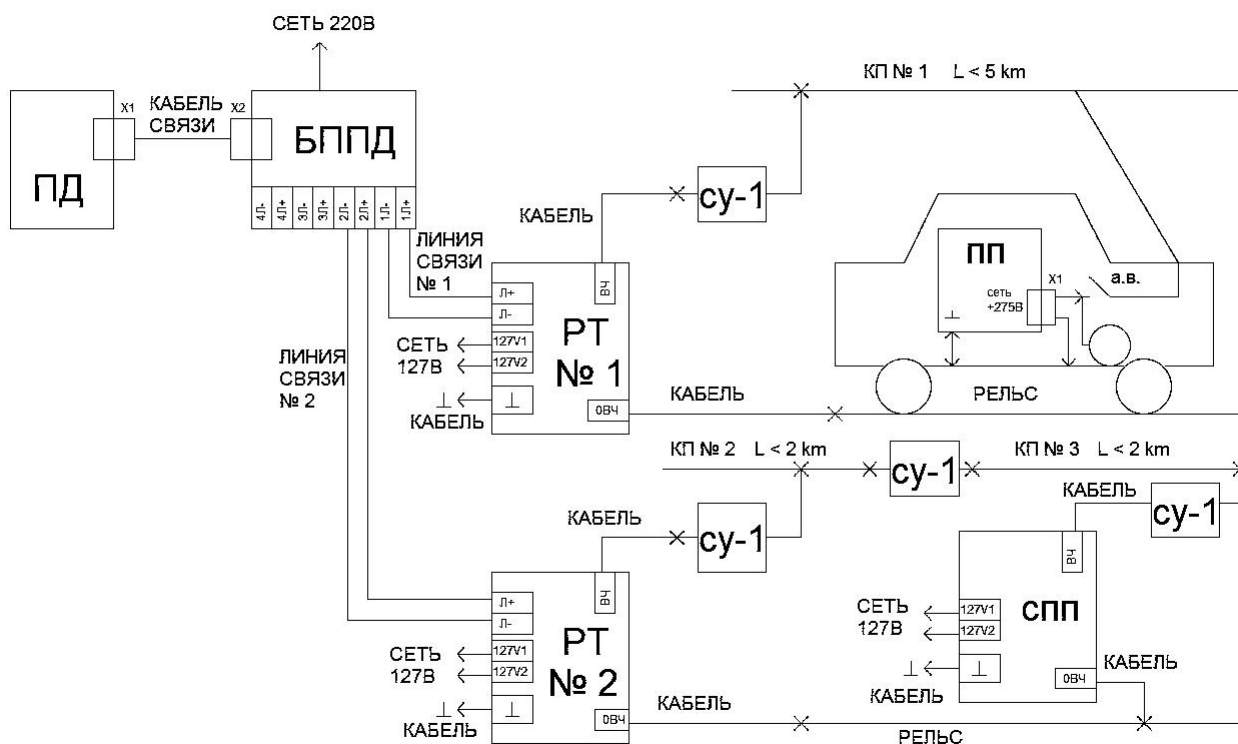 СЕТЬ 220В
КП № 1 L < 5 km
X1
КАБЕЛЬ
СВЯЗИ
X2
ПД
БППД
4Л-
4Л+
3Л-
3Л+
2Л-
2Л+
1Л-
1Л+
су-1
КАБЕЛЬ
ЛИНИЯ
СВЯЗИ
№ 1
ПП
X1
сеть
+275В
⊥
а.в.
ВЧ
Л+
Л-
РТ
№ 1
СЕТЬ
127В
127V1
127V2
⊥
⊥
КАБЕЛЬ
0ВЧ
КАБЕЛЬ
РЕЛЬС
ЛИНИЯ
СВЯЗИ
№ 2
КП № 2 L < 2 km
су-1
КП № 3 L < 2 km
КАБЕЛЬ
су-1
КАБЕЛЬ
су-1
ВЧ
Л+
Л-
РТ
№ 2
СЕТЬ
127В
127V1
127V2
⊥
⊥
КАБЕЛЬ
0ВЧ
КАБЕЛЬ
ВЧ
СПП
СЕТЬ
127В
127V1
127V2
⊥
⊥
КАБЕЛЬ
0ВЧ
КАБЕЛЬ
РЕЛЬС